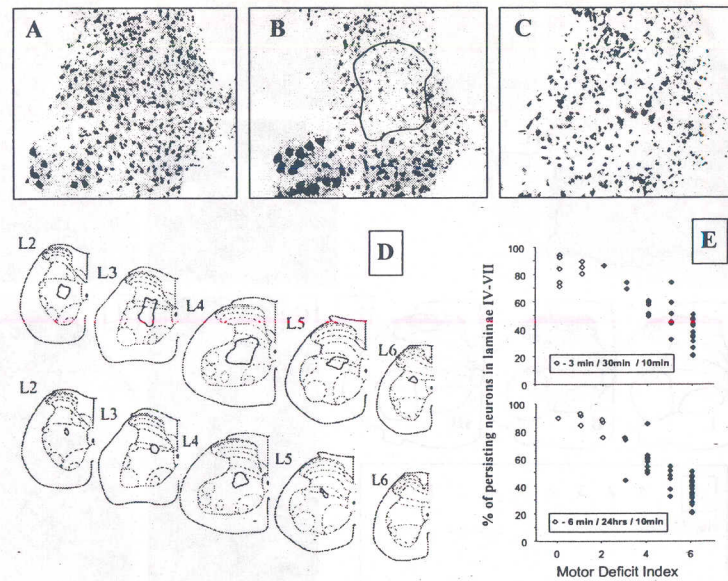 A
B
C
D
E
L2
L3
L4
L5
L6
L2
L3
L4
L5
L6
% of persisting neurons in laminae IV-VII
100
80
60
40
20
0
◇ - 3 min / 30min / 10min
100
80
60
40
20
0
◇ - 6 min / 24hrs / 10min
0
2
4
6
Motor Deficit Index